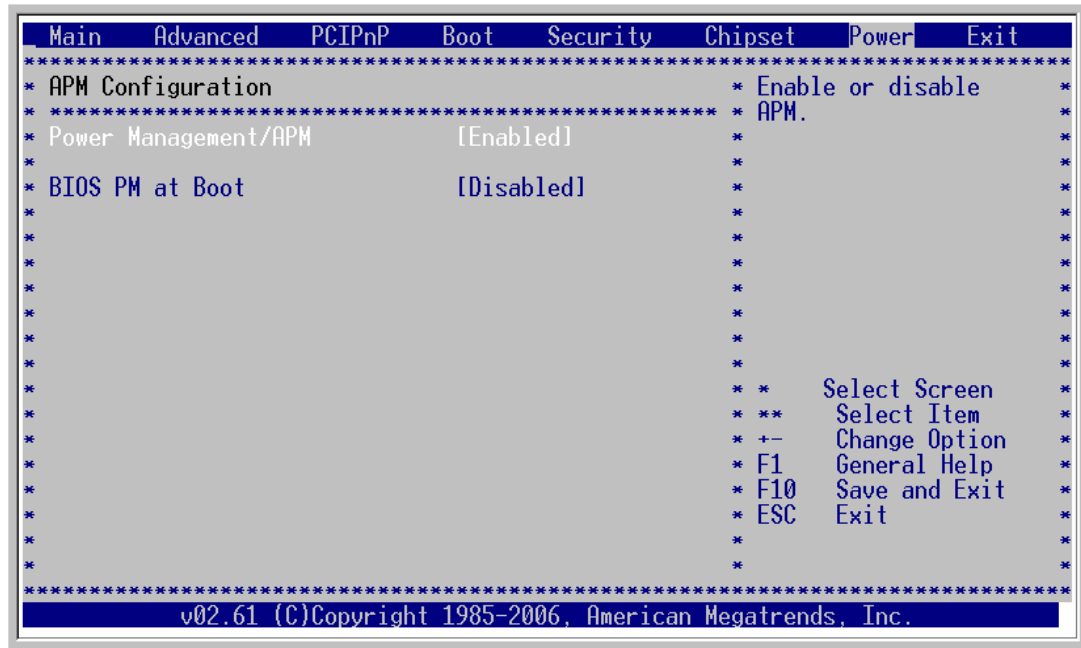 Main Advanced PCIPnP Boot Security Chipset Power Exit
********************************************************************************
* APM Configuration * Enable or disable *
* *************************************************** * APM. *
* Power Management/APM [Enabled] * *
* * *
* BIOS PM at Boot [Disabled] * *
* * *
* * *
* * *
* * *
* * *
* * *
* * *
* * * Select Screen *
* * ** Select Item *
* * +- Change Option *
* * F1 General Help *
* * F10 Save and Exit *
* * ESC Exit *
* * *
* * *
********************************************************************************
v02.61 (C)Copyright 1985-2006, American Megatrends, Inc.